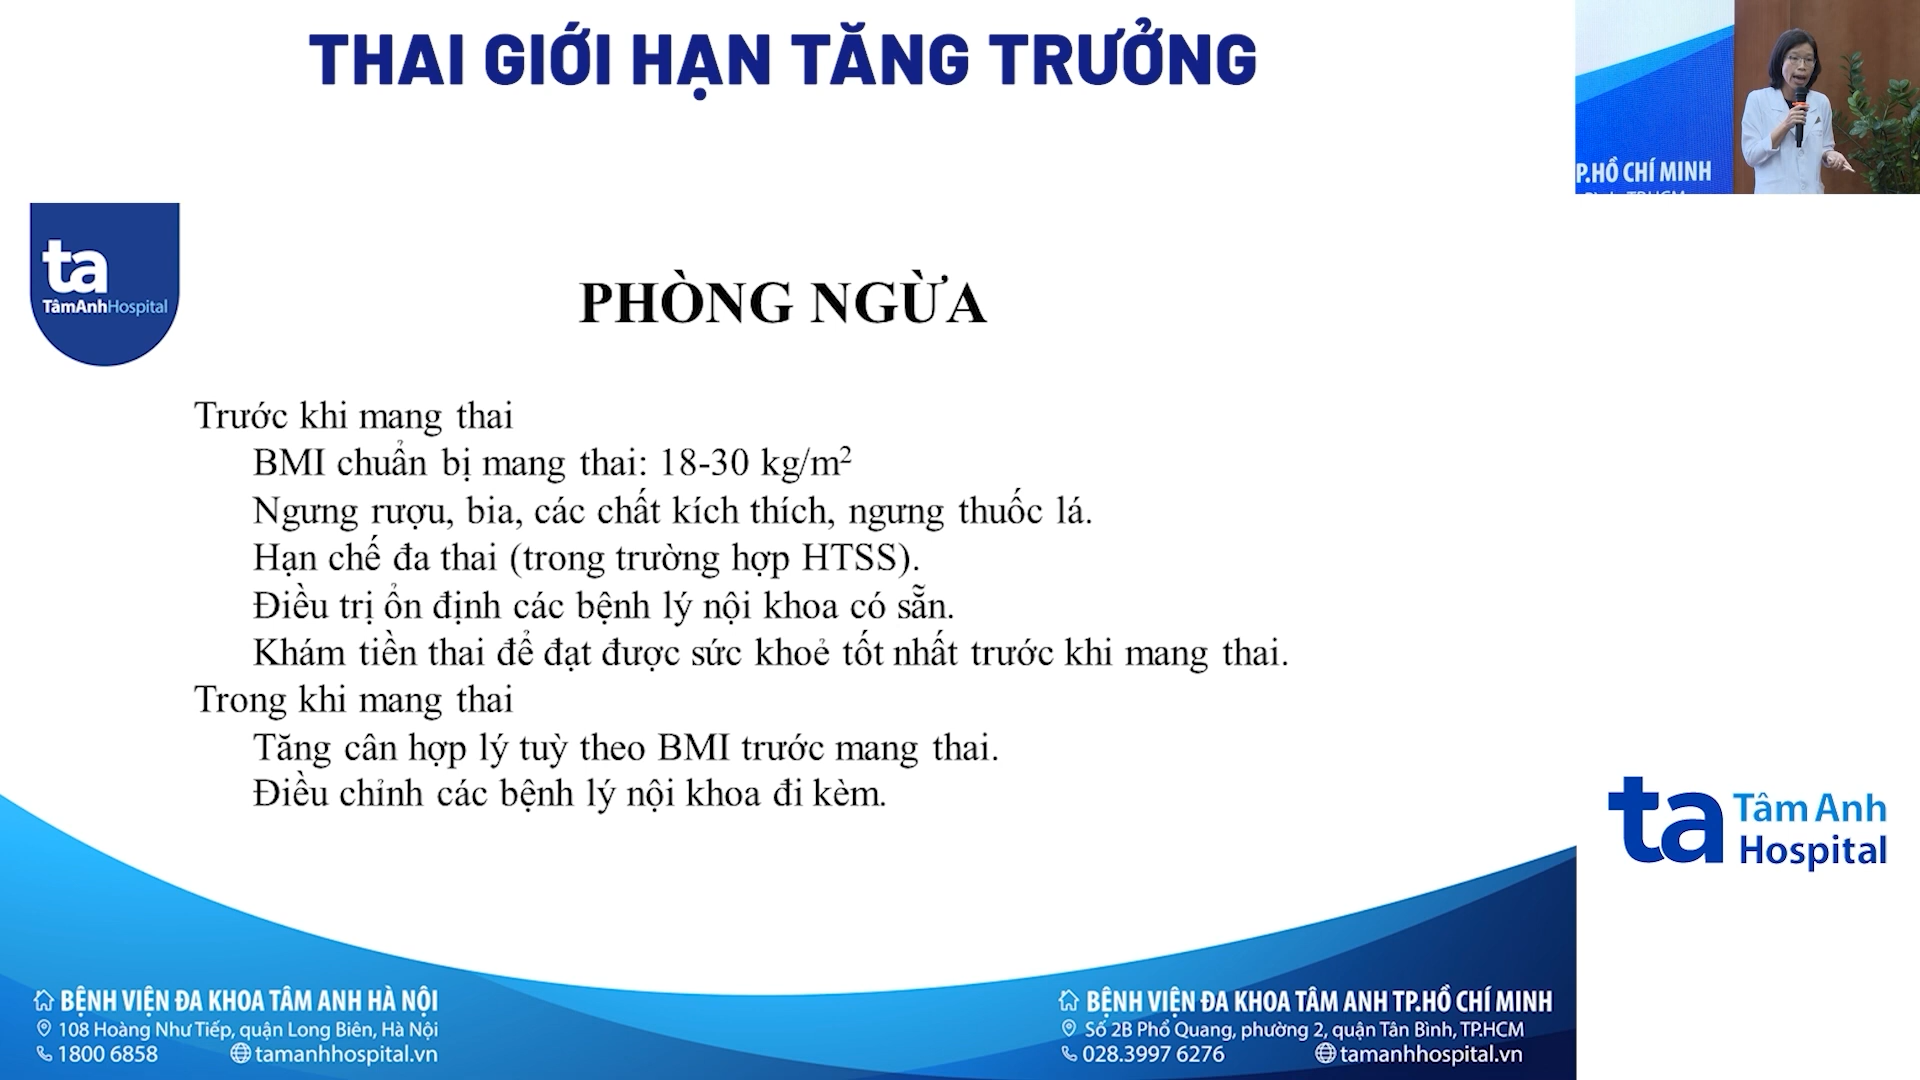 THAI GIỚI HẠN TĂNG TRƯỞNG
P.HỒ CHÍ MINH
ta
TâmAnhHospital
PHÒNG NGỪA
Trước khi mang thai
BMI chuẩn bị mang thai: 18-30 kg/m²
Ngưng rượu, bia, các chất kích thích, ngưng thuốc lá.
Hạn chế đa thai (trong trường hợp HTSS).
Điều trị ổn định các bệnh lý nội khoa có sẵn.
Khám tiền thai để đạt được sức khoẻ tốt nhất trước khi mang thai.
Trong khi mang thai
Tăng cân hợp lý tuỳ theo BMI trước mang thai.
Điều chỉnh các bệnh lý nội khoa đi kèm.
ta
Tâm Anh
Hospital
BỆNH VIỆN ĐA KHOA TÂM ANH HÀ NỘI
108 Hoàng Như Tiếp, quận Long Biên, Hà Nội
1800 6858
tamanhhospital.vn
BỆNH VIỆN ĐA KHOA TÂM ANH TP.HỒ CHÍ MINH
Số 2B Phổ Quang, phường 2, quận Tân Bình, TP.HCM
028.3997 6276
tamanhhospital.vn